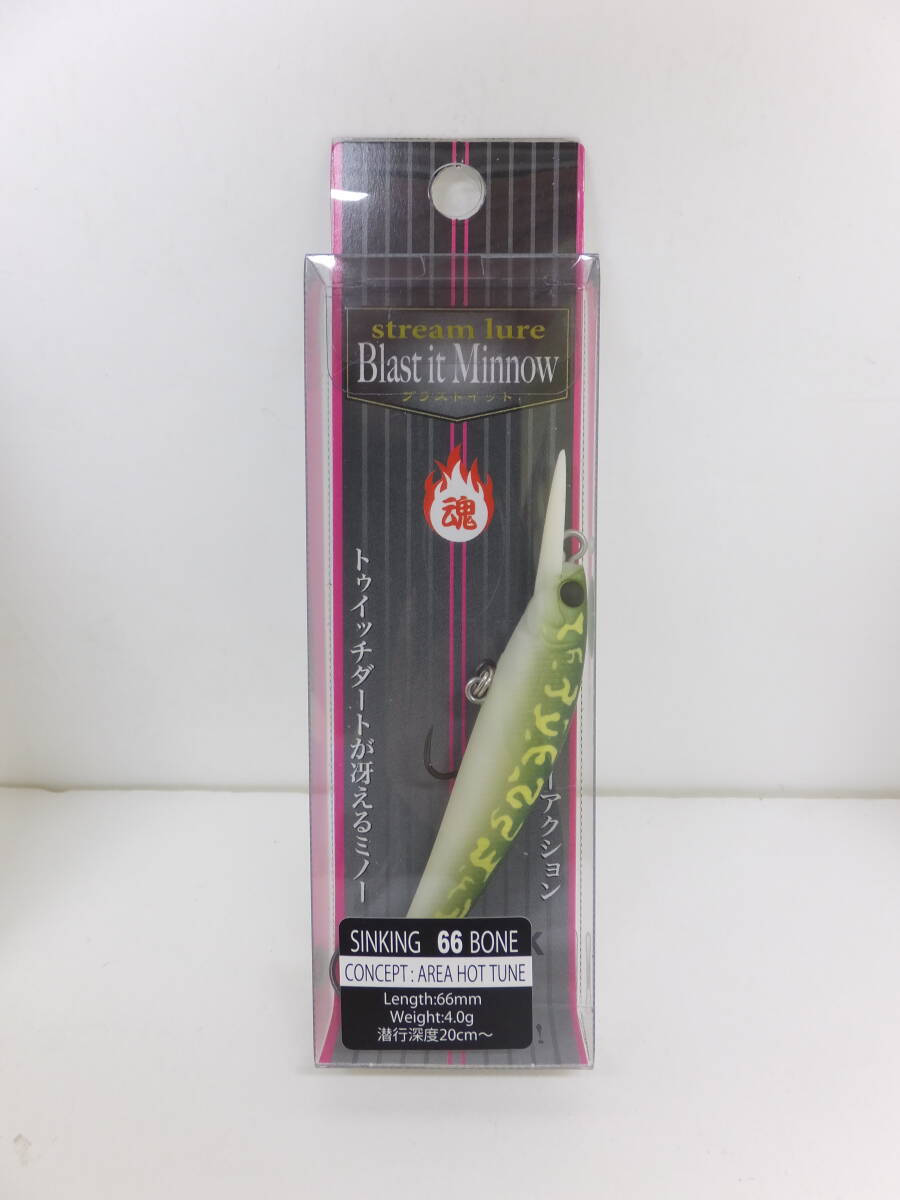 stream lure
Blast it Minnow
ブラストイット
魂
トゥイッチダートが冴えるミノー
ーアクション
SINKING 66 BONE
CONCEPT : AREA HOT TUNE
Length:66mm
Weight:4.0g
潜行深度20cm～